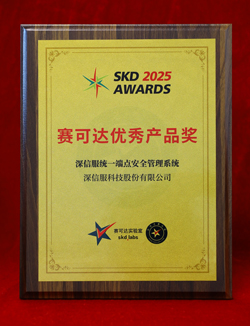 SKD 2025
AWARDS
赛可达优秀产品奖
深信服统一端点安全管理系统
深信服科技股份有限公司
赛可达实验室
skd_labs